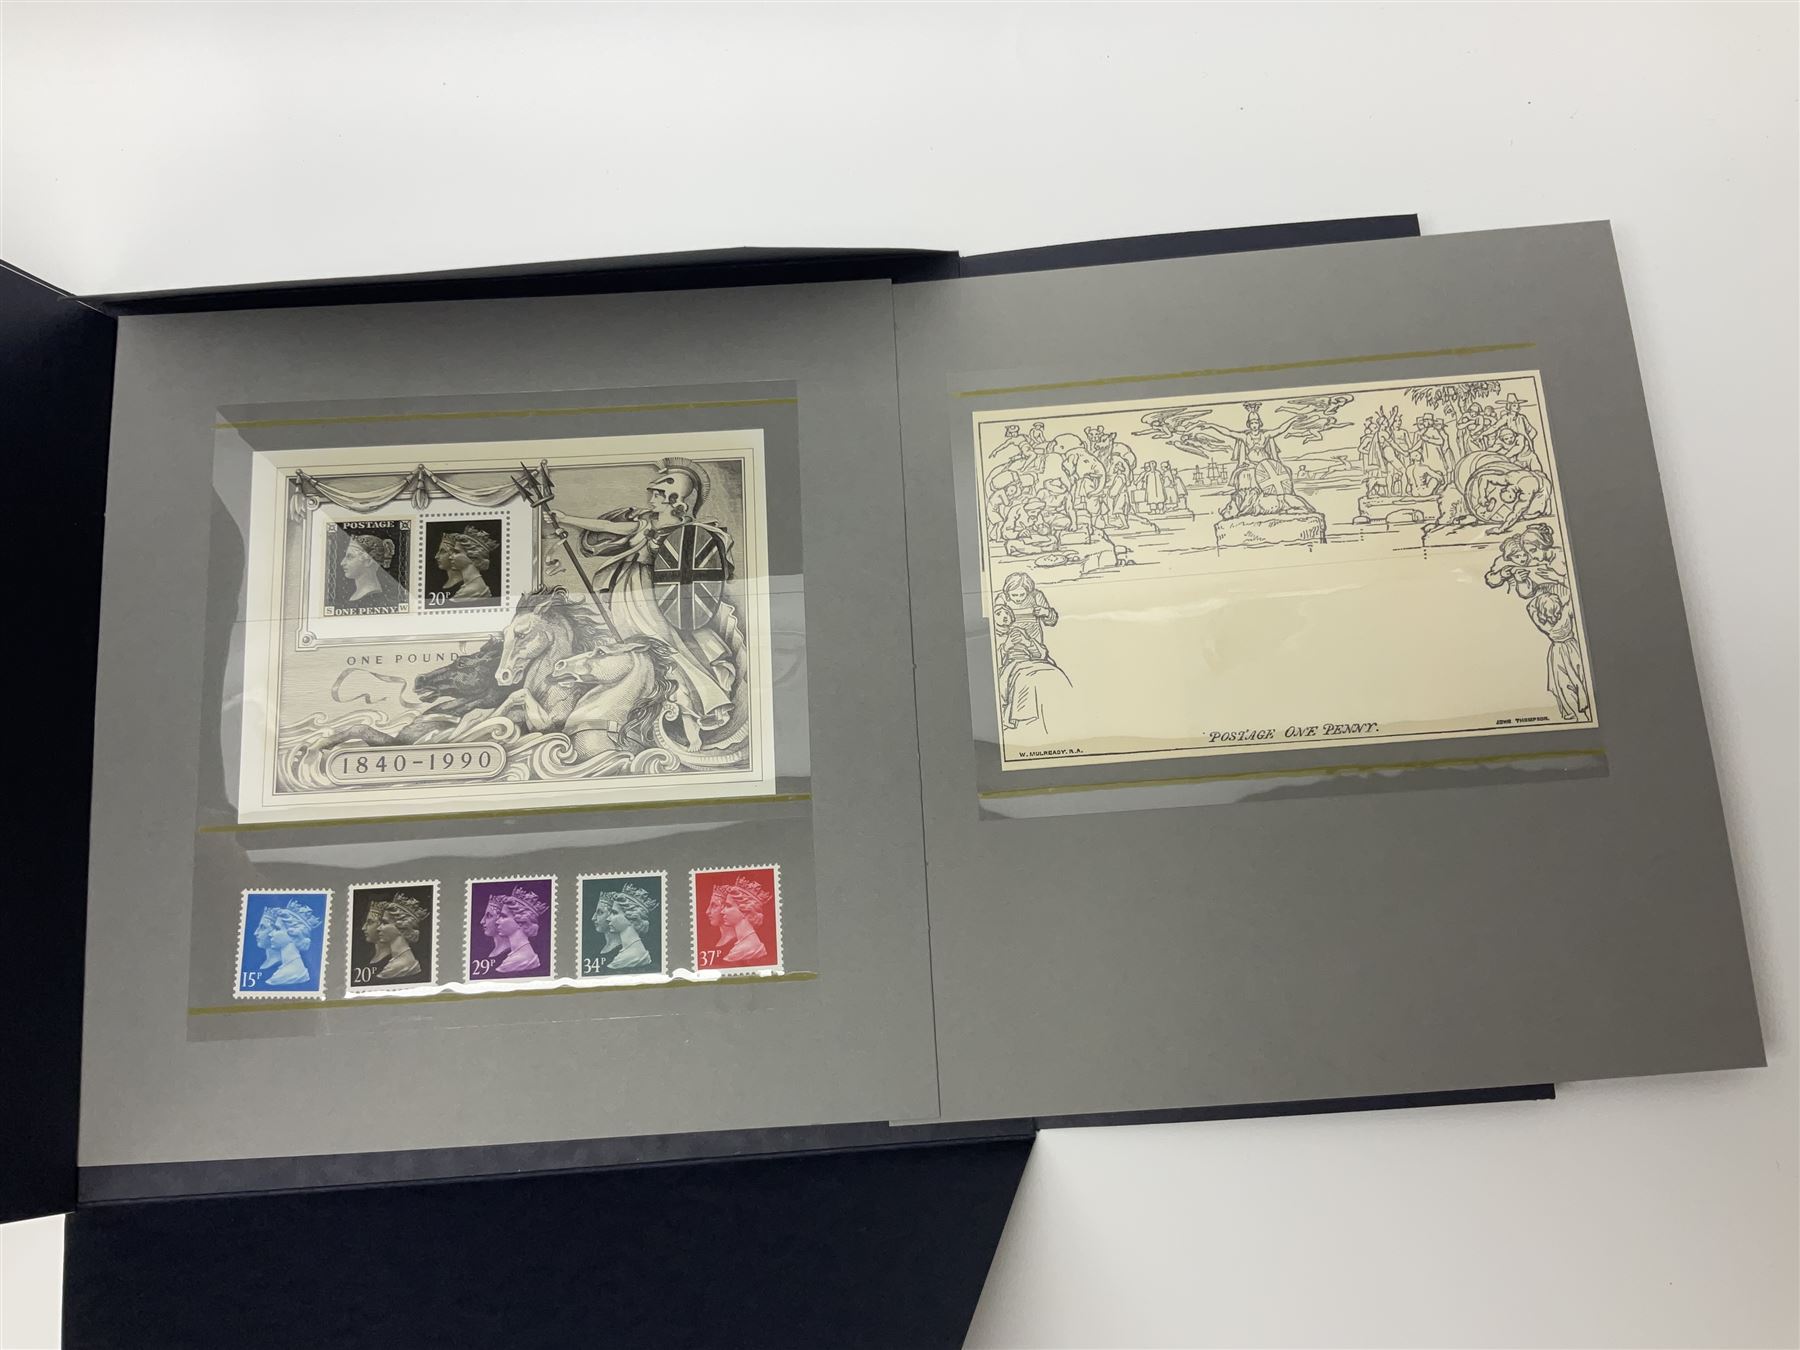 POSTAGE
S ONE PENNY W
20P
ONE POUND
1840-1990
15P
20P
29P
34P
37P
POSTAGE ONE PENNY.
W. MULREADY. R.A.
JOHN THOMPSON.